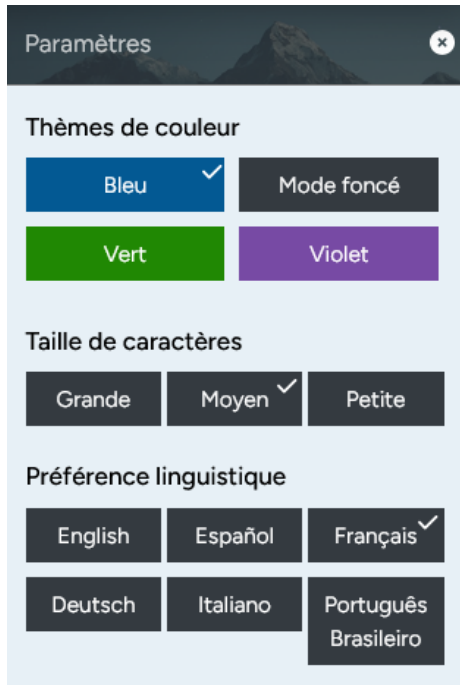 Paramètres
Thèmes de couleur
Bleu
Mode foncé
Vert
Violet
Taille de caractères
Grande
Moyen
Petite
Préférence linguistique
English
Español
Français
Deutsch
Italiano
Português
Brasileiro